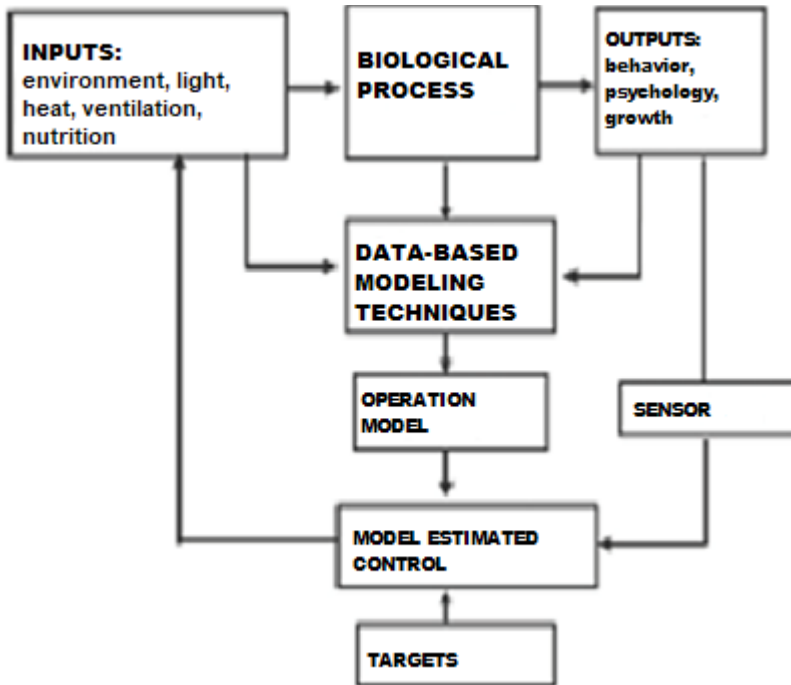 INPUTS:
environment, light,
heat, ventilation,
nutrition
BIOLOGICAL
PROCESS
OUTPUTS:
behavior,
psychology,
growth
DATA-BASED
MODELING
TECHNIQUES
OPERATION
MODEL
SENSOR
MODEL ESTIMATED
CONTROL
TARGETS